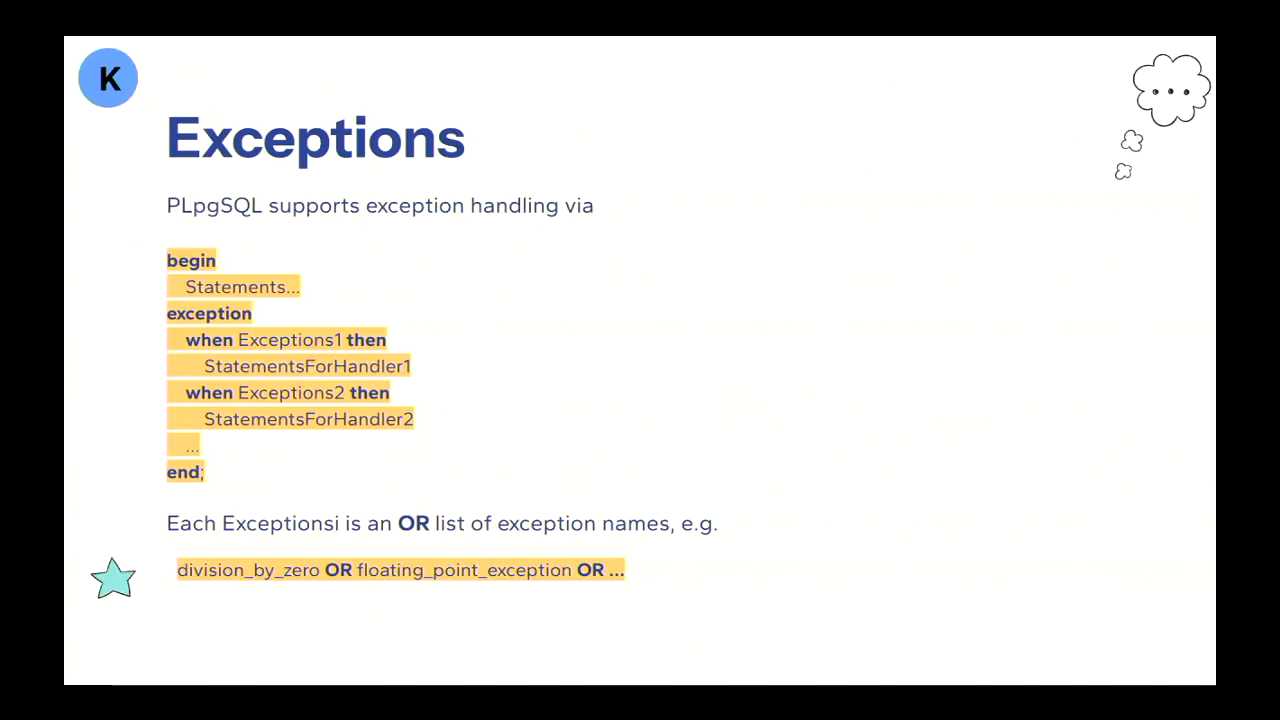 K
Exceptions
PLpgSQL supports exception handling via
begin
Statements...
exception
when Exceptions1 then
StatementsForHandler1
when Exceptions2 then
StatementsForHandler2
...
end;
Each Exceptionsi is an OR list of exception names, e.g.
division_by_zero OR floating_point_exception OR ...